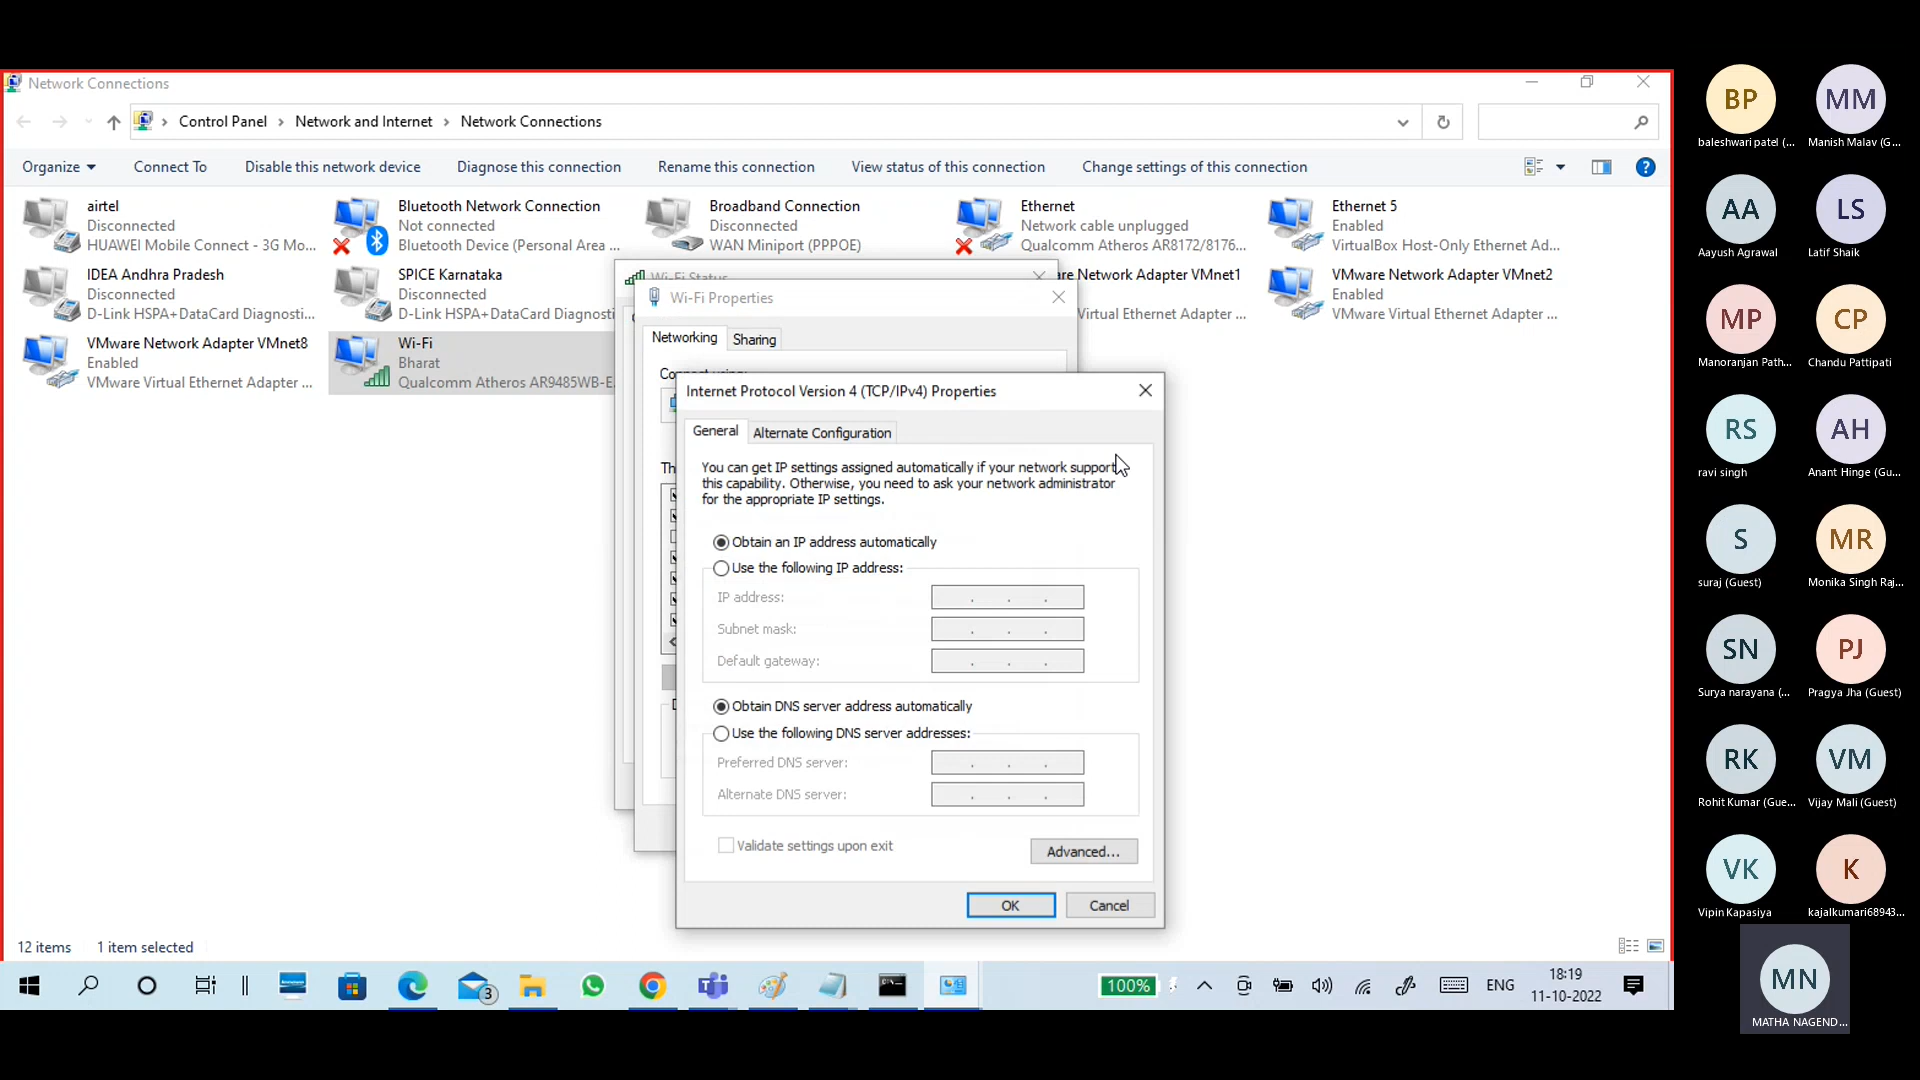 Network Connections
Control Panel > Network and Internet > Network Connections
Organize Connect To Disable this network device Diagnose this connection Rename this connection View status of this connection Change settings of this connection
airtel
Disconnected
HUAWEI Mobile Connect - 3G Mo...
Bluetooth Network Connection
Not connected
Bluetooth Device (Personal Area ...
Broadband Connection
Disconnected
WAN Miniport (PPPOE)
Ethernet
Network cable unplugged
Qualcomm Atheros AR8172/8176...
Ethernet 5
Enabled
VirtualBox Host-Only Ethernet Ad...
IDEA Andhra Pradesh
Disconnected
D-Link HSPA+DataCard Diagnosti...
SPICE Karnataka
Disconnected
D-Link HSPA+DataCard Diagnosti
re Network Adapter VMnet1
Virtual Ethernet Adapter ...
VMware Network Adapter VMnet2
Enabled
VMware Virtual Ethernet Adapter ...
VMware Network Adapter VMnet8
Enabled
VMware Virtual Ethernet Adapter ...
Wi-Fi
Bharat
Qualcomm Atheros AR9485WB-E
Wi-Fi Status
Wi-Fi Properties
Networking Sharing
Connect using:
Th
Internet Protocol Version 4 (TCP/IPv4) Properties
General Alternate Configuration
You can get IP settings assigned automatically if your network support
this capability. Otherwise, you need to ask your network administrator
for the appropriate IP settings.
Obtain an IP address automatically
Use the following IP address:
IP address: . . .
Subnet mask: . . .
Default gateway: . . .
Obtain DNS server address automatically
Use the following DNS server addresses:
Preferred DNS server: . . .
Alternate DNS server: . . .
Validate settings upon exit
Advanced...
OK Cancel
12 items 1 item selected
3
100%
ENG
18:19
11-10-2022
BP
baleshwari patel (...
MM
Manish Malav (G...
AA
Aayush Agrawal
LS
Latif Shaik
MP
Manoranjan Path...
CP
Chandu Pattipati
RS
ravi singh
AH
Anant Hinge (Gu...
S
suraj (Guest)
MR
Monika Singh Raj...
SN
Surya narayana (...
PJ
Pragya Jha (Guest)
RK
Rohit Kumar (Gue...
VM
Vijay Mali (Guest)
VK
Vipin Kapasiya
K
kajalkumari68943...
MN
MATHA NAGEND...